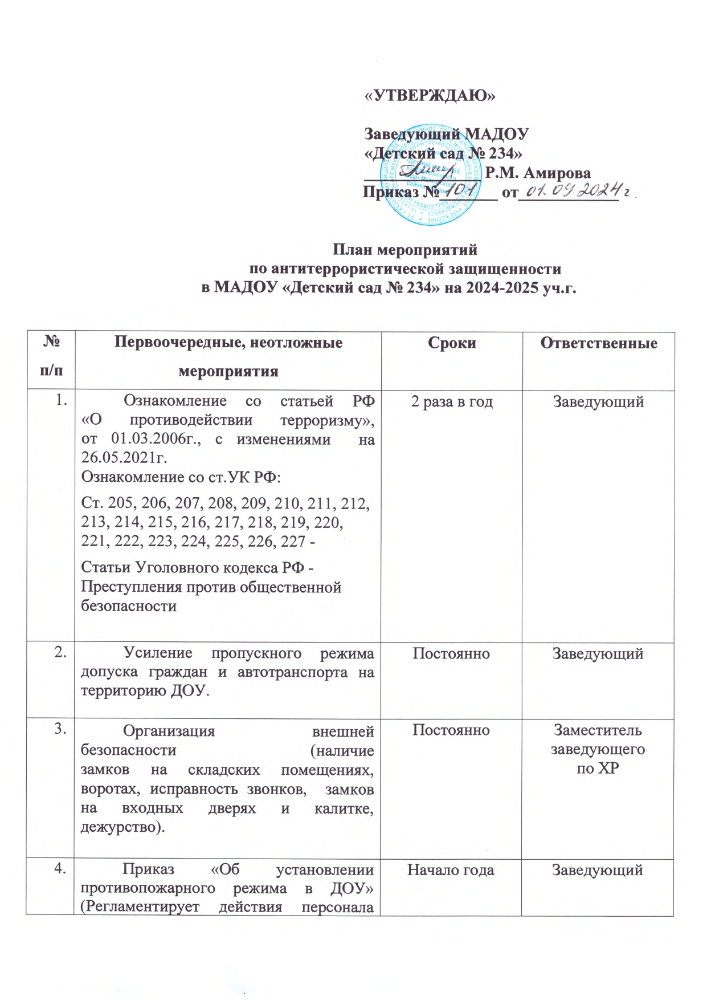 «УТВЕРЖДАЮ»
Заведующий МАДОУ
«Детский сад № 234»
Р.М. Амирова
Приказ № 101 от 01.09.2024г.
План мероприятий
по антитеррористической защищенности
в МАДОУ «Детский сад № 234» на 2024-2025 уч.г.
№ п/п
Первоочередные, неотложные
мероприятия
Сроки
Ответственные
1.
Ознакомление со статьей РФ
«О противодействии терроризму»,
от 01.03.2006г., с изменениями на
26.05.2021г.
Ознакомление со ст.УК РФ:
Ст. 205, 206, 207, 208, 209, 210, 211, 212,
213, 214, 215, 216, 217, 218, 219, 220,
221, 222, 223, 224, 225, 226, 227 -
Статьи Уголовного кодекса РФ -
Преступления против общественной
безопасности
2 раза в год
Заведующий
2.
Усиление пропускного режима
допуска граждан и автотранспорта на
территорию ДОУ.
Постоянно
Заведующий
3.
Организация внешней
безопасности (наличие
замков на складских помещениях,
воротах, исправность звонков, замков
на входных дверях и калитке,
дежурство).
Постоянно
Заместитель
заведующего
по ХР
4.
Приказ «Об установлении
противопожарного режима в ДОУ»
(Регламентирует действия персонала
Начало года
Заведующий